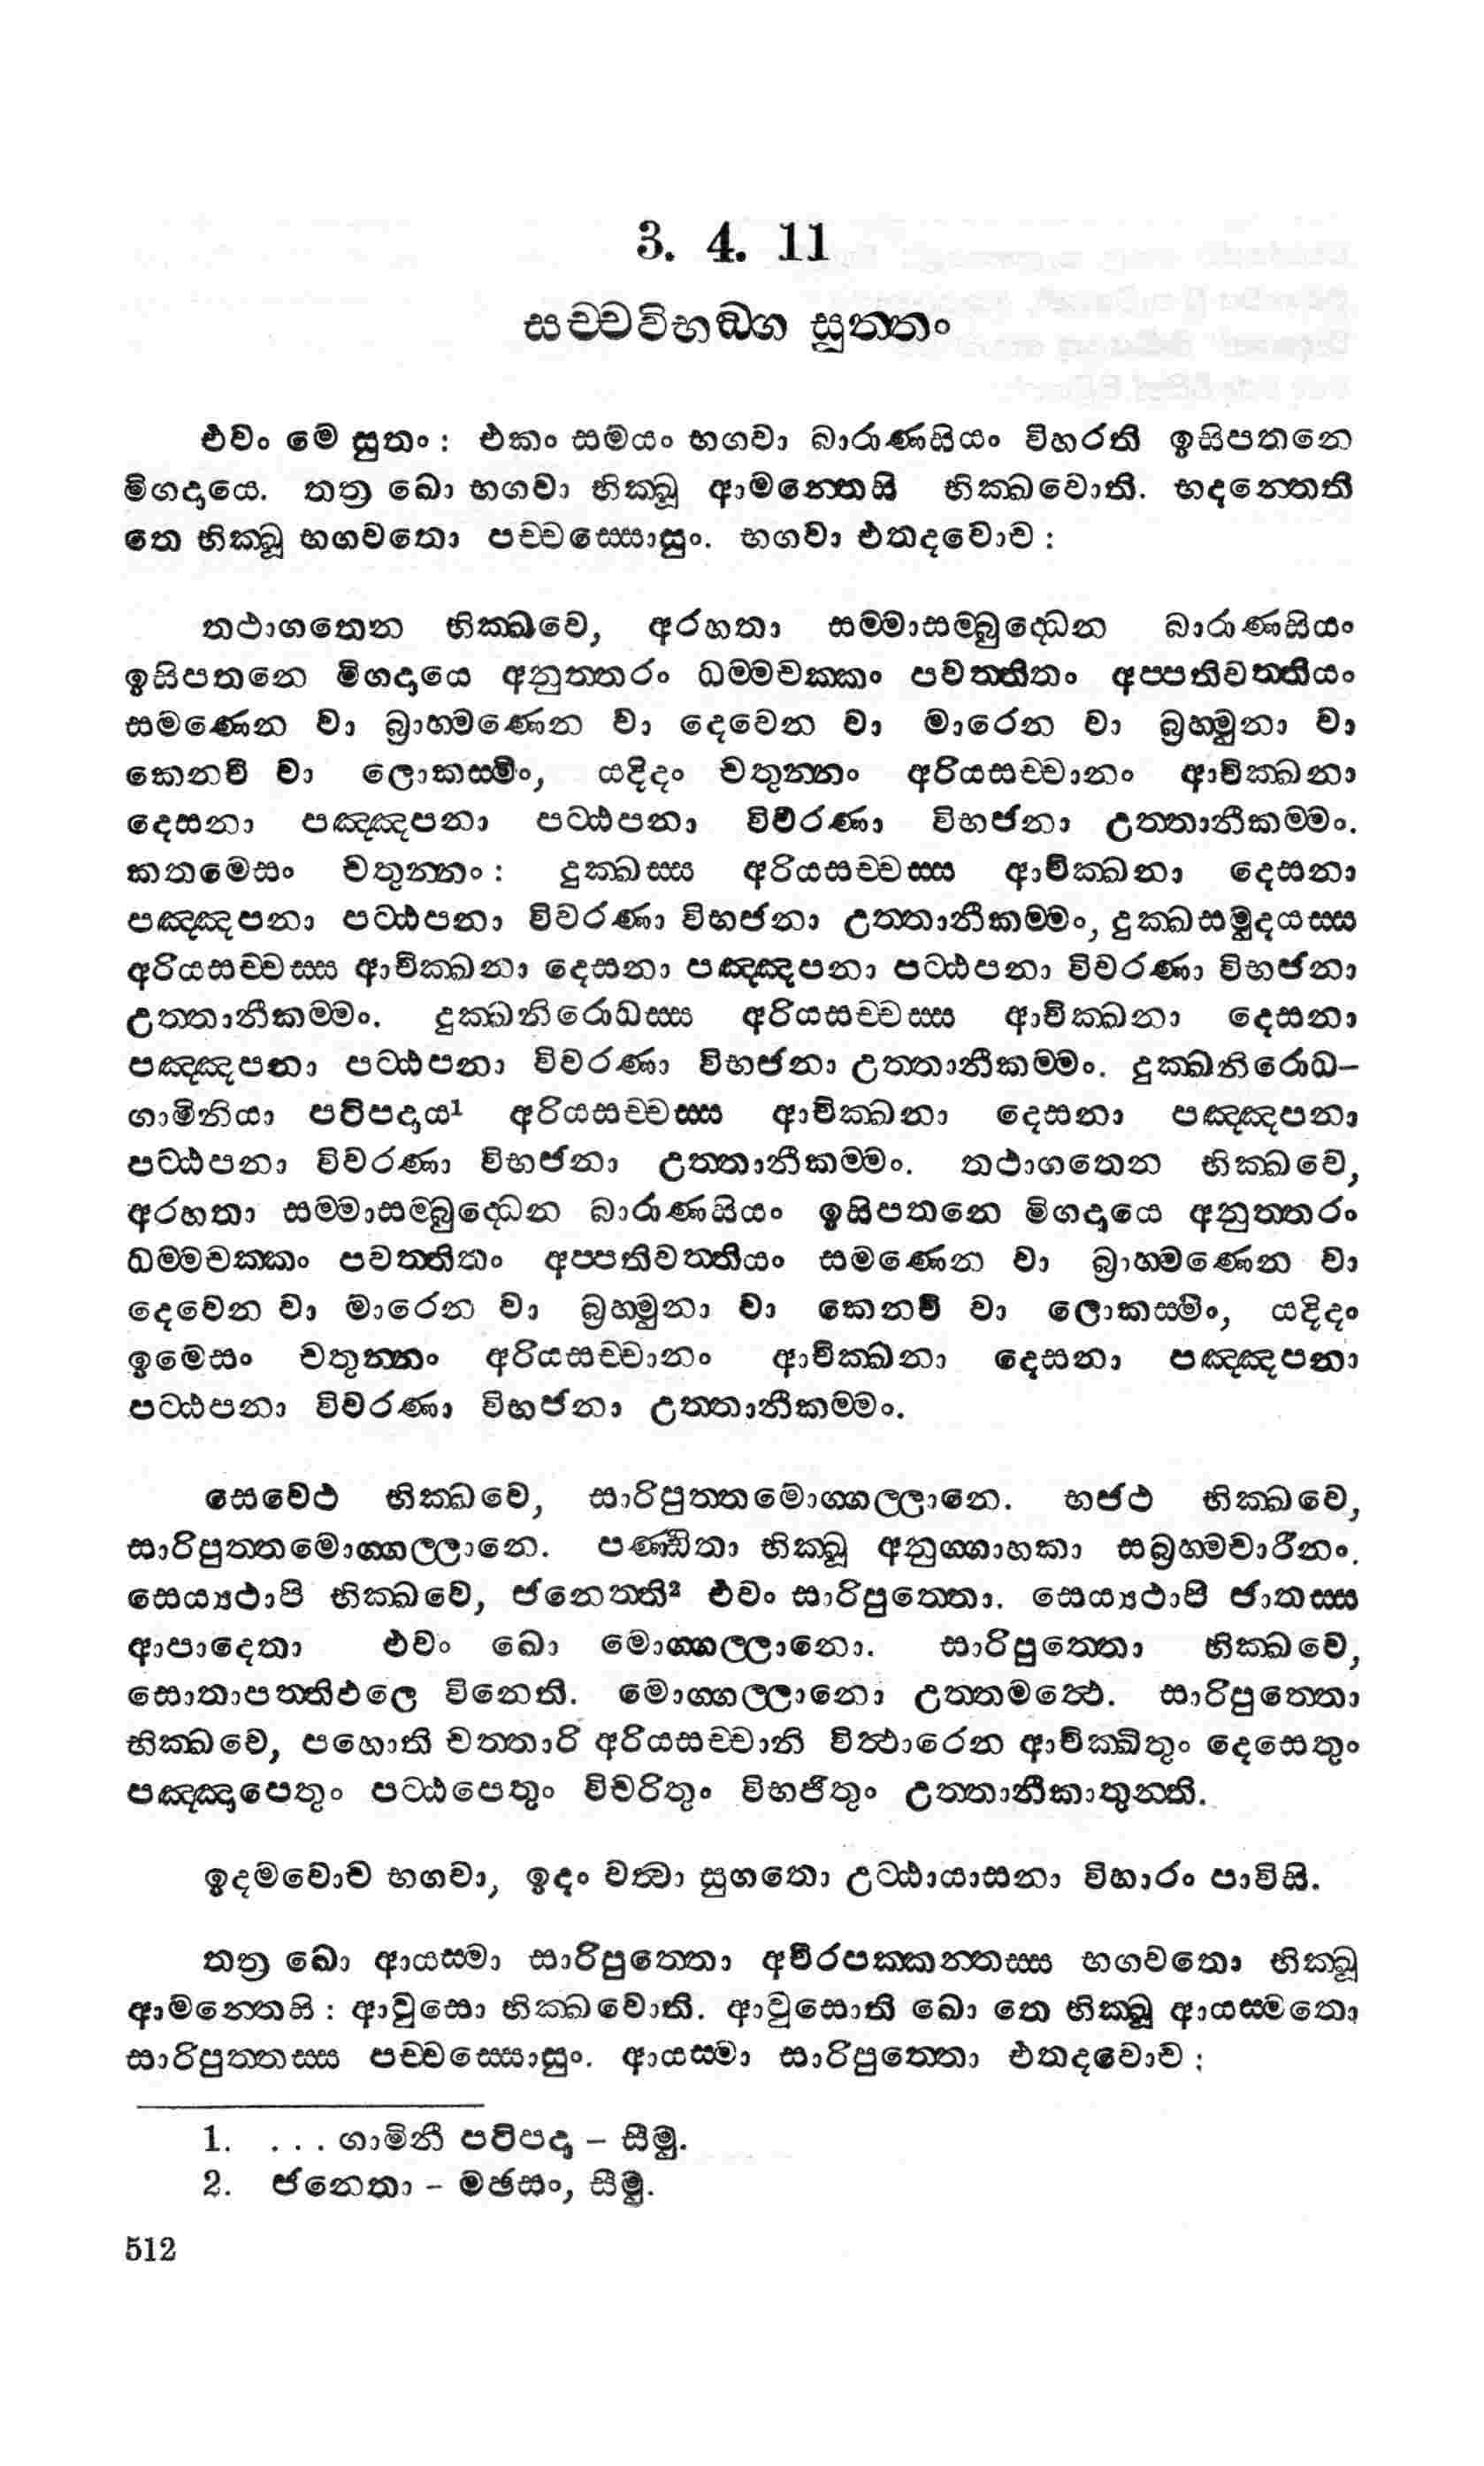 3. 4. 11
සච්චවිභඞ්ග සුත්තං
එවං මෙ සුතං: එකං සමයං භගවා බාරාණසියං විහරති ඉසිපතනෙ
මිගදායෙ. තත්‍ර ඛො භගවා භික්ඛූ ආමන්තෙසි භික්ඛවොති. භදන්තෙති
තෙ භික්ඛූ භගවතො පච්චස්සොසුං. භගවා එතදවොච:
තථාගතෙන භික්ඛවෙ, අරහතා සම්මාසම්බුද්ධෙන බාරාණසියං
ඉසිපතනෙ මිගදායෙ අනුත්තරං ධම්මචක්කං පවත්තිතං අප්පතිවත්තියං
සමණෙන වා බ්‍රාහ්මණෙන වා දෙවෙන වා මාරෙන වා බ්‍රහ්මුනා වා
කෙනචි වා ලොකස්මිං, යදිදං චතුන්නං අරියසච්චානං ආචික්ඛනා
දෙසනා පඤ්ඤපනා පට්ඨපනා විවරණා විභජනා උත්තානීකම්මං.
කතමෙසං චතුන්නං: දුක්ඛස්ස අරියසච්චස්ස ආචික්ඛනා දෙසනා
පඤ්ඤපනා පට්ඨපනා විවරණා විභජනා උත්තානීකම්මං, දුක්ඛසමුදයස්ස
අරියසච්චස්ස ආචික්ඛනා දෙසනා පඤ්ඤපනා පට්ඨපනා විවරණා විභජනා
උත්තානීකම්මං. දුක්ඛනිරොධස්ස අරියසච්චස්ස ආචික්ඛනා දෙසනා
පඤ්ඤපනා පට්ඨපනා විවරණා විභජනා උත්තානීකම්මං. දුක්ඛනිරොධ-
ගාමිනියා පටිපදාය¹ අරියසච්චස්ස ආචික්ඛනා දෙසනා පඤ්ඤපනා
පට්ඨපනා විවරණා විභජනා උත්තානීකම්මං. තථාගතෙන භික්ඛවෙ,
අරහතා සම්මාසම්බුද්ධෙන බාරාණසියං ඉසිපතනෙ මිගදායෙ අනුත්තරං
ධම්මචක්කං පවත්තිතං අප්පතිවත්තියං සමණෙන වා බ්‍රාහ්මණෙන වා
දෙවෙන වා මාරෙන වා බ්‍රහ්මුනා වා කෙනචි වා ලොකස්මිං, යදිදං
ඉමෙසං චතුන්නං අරියසච්චානං ආචික්ඛනා දෙසනා පඤ්ඤපනා
පට්ඨපනා විවරණා විභජනා උත්තානීකම්මං.
සෙවෙථ භික්ඛවෙ, සාරිපුත්තමොග්ගල්ලානෙ. භජථ භික්ඛවෙ,
සාරිපුත්තමොග්ගල්ලානෙ. පණ්ඩිතා භික්ඛූ අනුග්ගාහකා සබ්‍රහ්මචාරීනං.
සෙය්‍යථාපි භික්ඛවෙ, ජනෙත්ති² එවං සාරිපුත්තො. සෙය්‍යථාපි ජාතස්ස
ආපාදෙතා එවං ඛො මොග්ගල්ලානො. සාරිපුත්තො භික්ඛවෙ,
සොතාපත්තිඵලෙ විනෙති. මොග්ගල්ලානො උත්තමත්ථෙ. සාරිපුත්තො
භික්ඛවෙ, පහොති චත්තාරි අරියසච්චානි විත්ථාරෙන ආචික්ඛිතුං දෙසෙතුං
පඤ්ඤාපෙතුං පට්ඨපෙතුං විචරිතුං විභජිතුං උත්තානීකාතුන්ති.
ඉදමවොච භගවා, ඉදං වත්‍වා සුගතො උට්ඨායාසනා විහාරං පාවිසි.
තත්‍ර ඛො ආයස්මා සාරිපුත්තො අචිරපක්කන්තස්ස භගවතො භික්ඛූ
ආමන්තෙසි: ආවුසො භික්ඛවොති. ආවුසොති ඛො තෙ භික්ඛූ ආයස්මතො
සාරිපුත්තස්ස පච්චස්සොසුං. ආයස්මා සාරිපුත්තො එතදවොච:
1. ...ගාමිනී පටිපදා – සීමු.
2. ජනෙතා – මඡසං, සීමු.
512